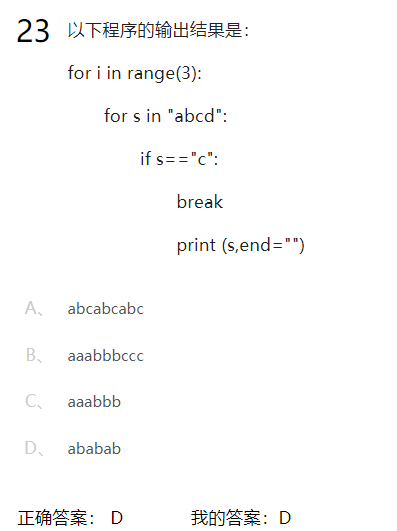 23 以下程序的输出结果是：
for i in range(3):
for s in "abcd":
if s=="c":
break
print (s,end="")
A、 abcabcabc
B、 aaabbbccc
C、 aaabbb
D、 ababab
正确答案： D 我的答案：D